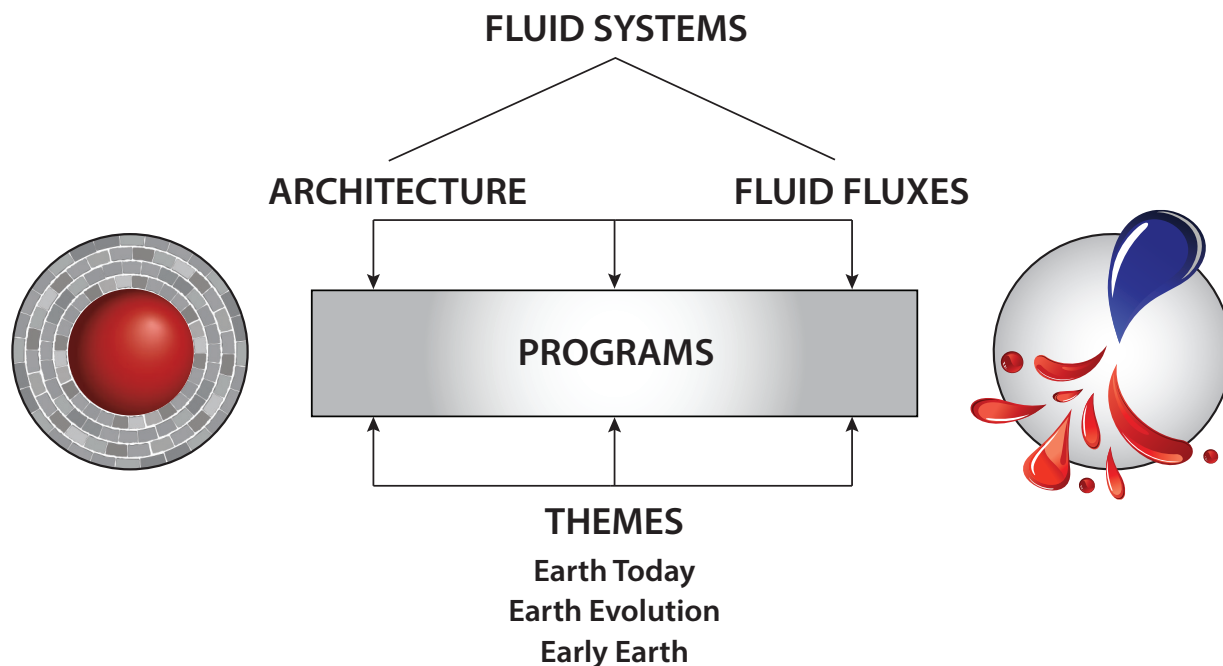 FLUID SYSTEMS
ARCHITECTURE
FLUID FLUXES
PROGRAMS
THEMES
Earth Today
Earth Evolution
Early Earth